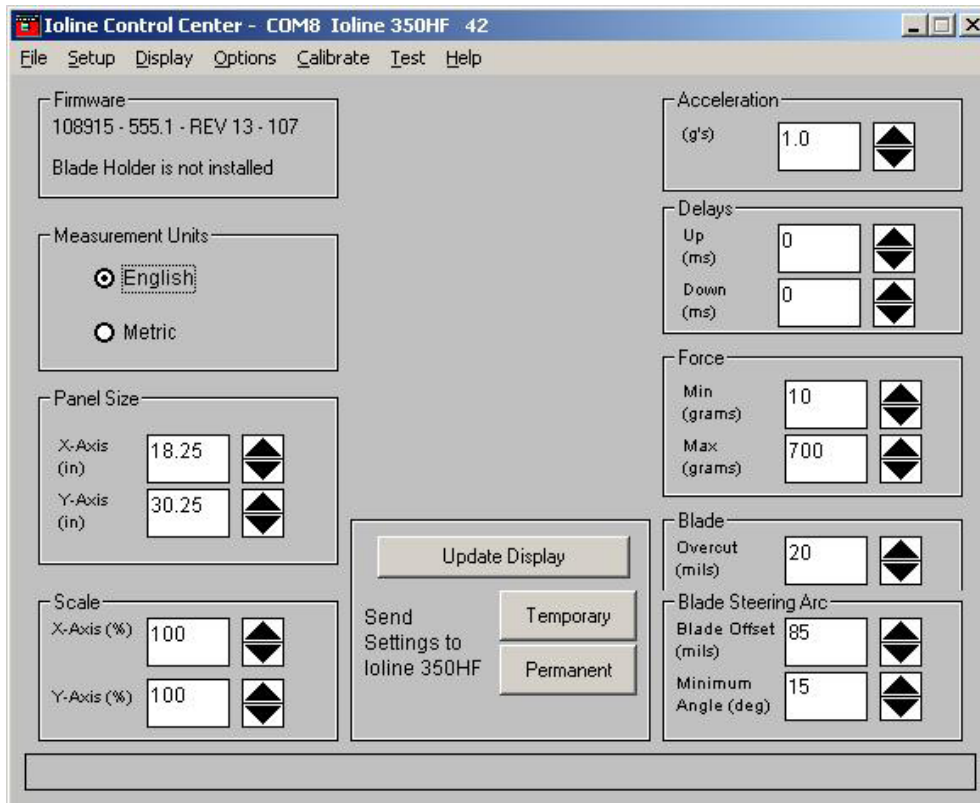 Ioline Control Center - COM8 Ioline 350HF 42
File Setup Display Options Calibrate Test Help
Firmware
108915 - 555.1 - REV 13 - 107
Blade Holder is not installed
Measurement Units
English
Metric
Panel Size
X-Axis
(in)
18.25
Y-Axis
(in)
30.25
Scale
X-Axis (%)
100
Y-Axis (%)
100
Update Display
Send
Settings to
Ioline 350HF
Temporary
Permanent
Acceleration
(g's)
1.0
Delays
Up
(ms)
0
Down
(ms)
0
Force
Min
(grams)
10
Max
(grams)
700
Blade
Overcut
(mils)
20
Blade Steering Arc
Blade Offset
(mils)
85
Minimum
Angle (deg)
15